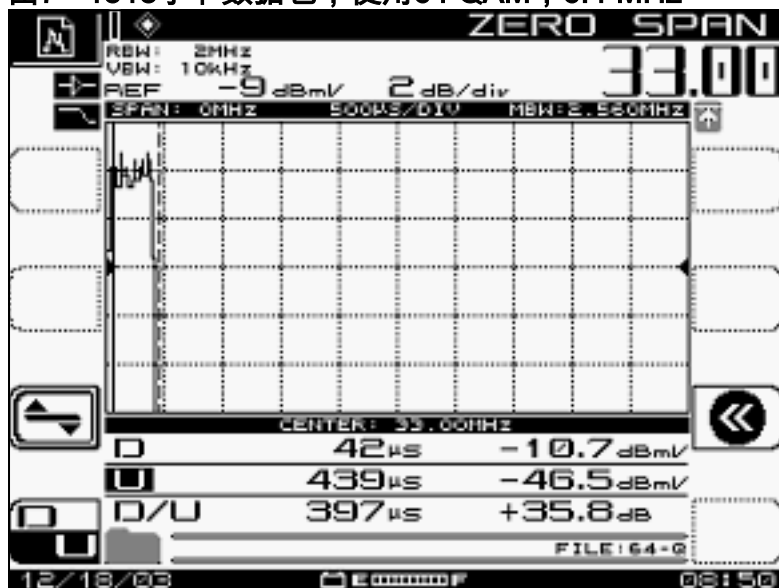 ZERO SPAN
RBW: 2MHz
VBW: 10kHz
33.00
REF -9 dBmV 2 dB/div
SPAN: 0MHz 500µS/DIV MBW:2.560MHz
CENTER: 33.00MHz
D 42µS -10.7dBmV
U 439µS -46.5dBmV
D/U 397µS +35.8dB
D
U
FILE:64-Q
12/18/03 E F 08:50